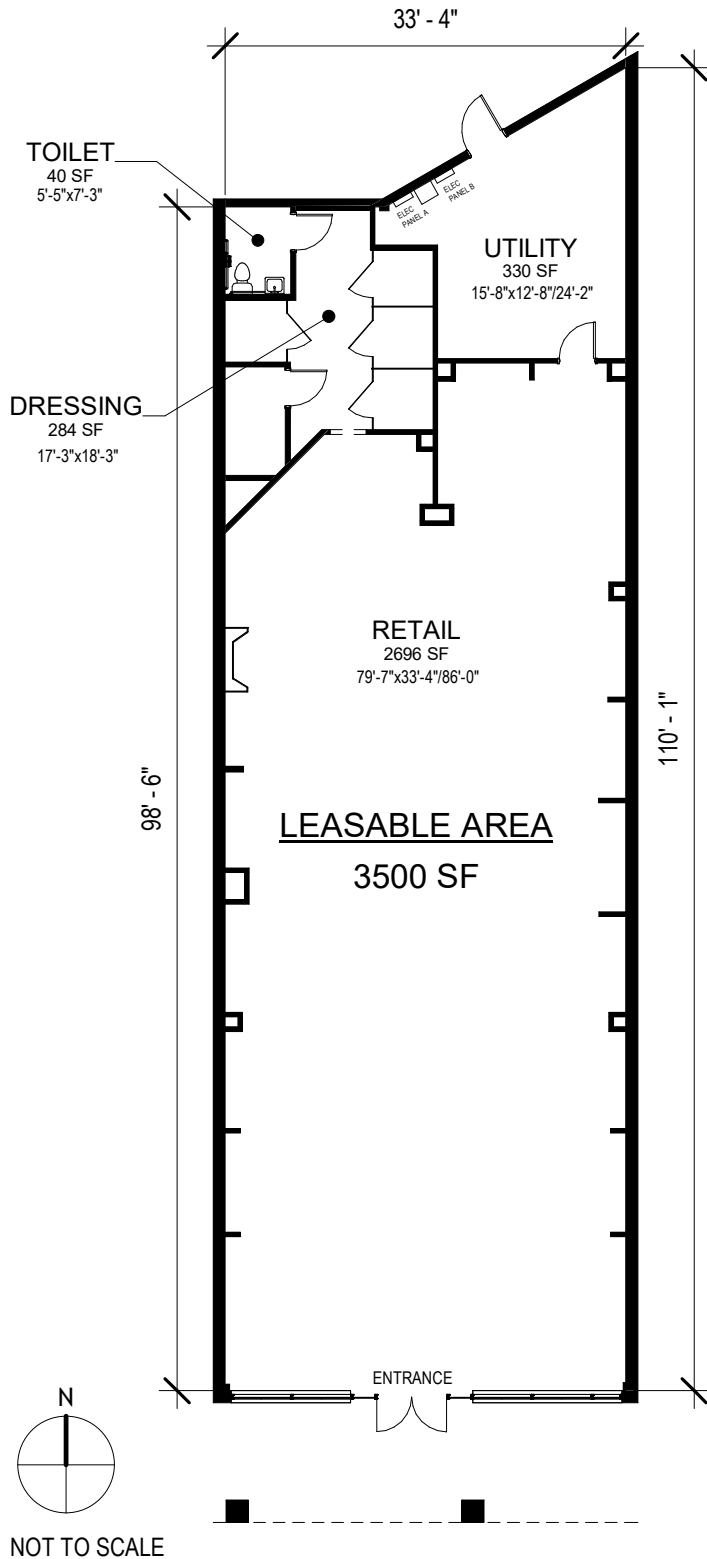 33' - 4"
TOILET
40 SF
5'-5"x7'-3"
ELEC
PANEL A
ELEC
PANEL B
UTILITY
330 SF
15'-8"x12'-8"/24'-2"
DRESSING
284 SF
17'-3"x18'-3"
RETAIL
2696 SF
79'-7"x33'-4"/86'-0"
110' - 1"
98' - 6"
LEASABLE AREA
3500 SF
ENTRANCE
N
NOT TO SCALE